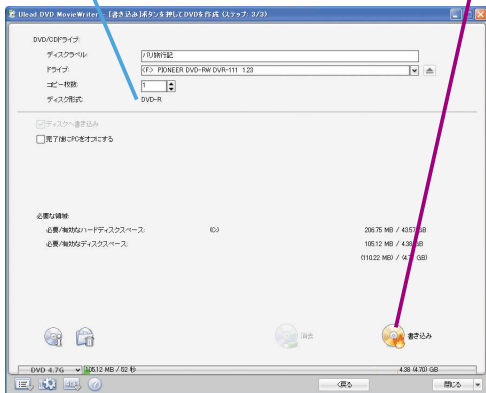 Ulead DVD MovieWriter - [書き込み]ボタンを押してDVDを作成 (ステップ: 3/3)
DVD/CDドライブ:
ディスクラベル: バリ旅行記
ドライブ: <F:> PIONEER DVD-RW DVR-111 1.23
コピー枚数: 1
ディスク形式: DVD-R
ディスクへ書き込み
完了後にPCをオフにする
必要な領域:
必要/有効なハードディスクスペース: (C:) 206.75 MB / 43.57 GB
必要/有効なディスクスペース: 105.12 MB / 4.38 GB
(110.22 MB) / (4.70 GB)
消去 書き込み
DVD 4.7G 105.12 MB / 52 秒 4.38 (4.70) GB
<戻る 閉じる